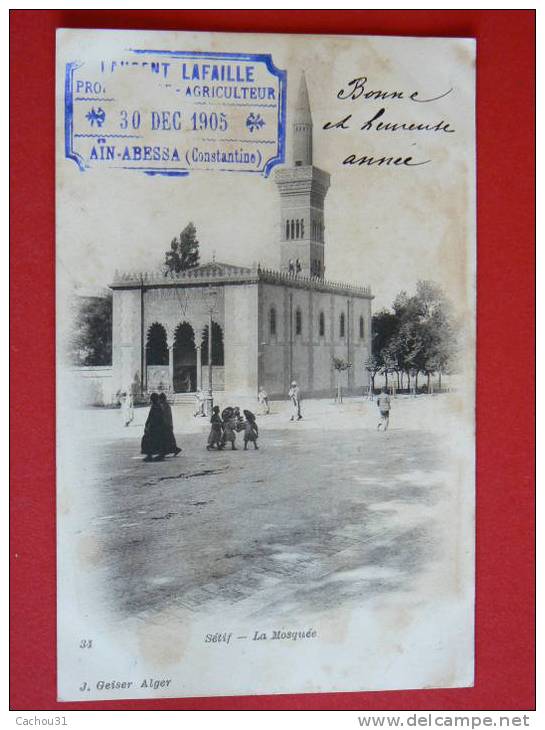 LAURENT LAFAILLE
AGRICULTEUR
30 DEC 1905
AÏN-ABESSA (Constantine)
Bonne
et heureuse
année
34
Sétif — La Mosquée
J. Geiser Alger
Cachou31
www.delcampe.net